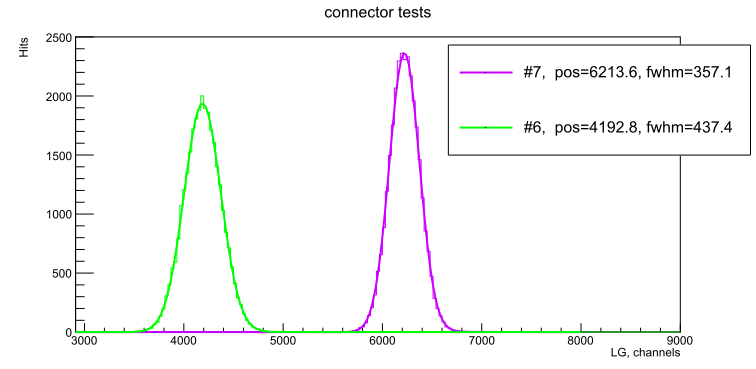 connector tests
Hits
2500
2000
1500
1000
500
0
#7,  pos=6213.6, fwhm=357.1
#6,  pos=4192.8, fwhm=437.4
3000 4000 5000 6000 7000 8000 9000
LG, channels